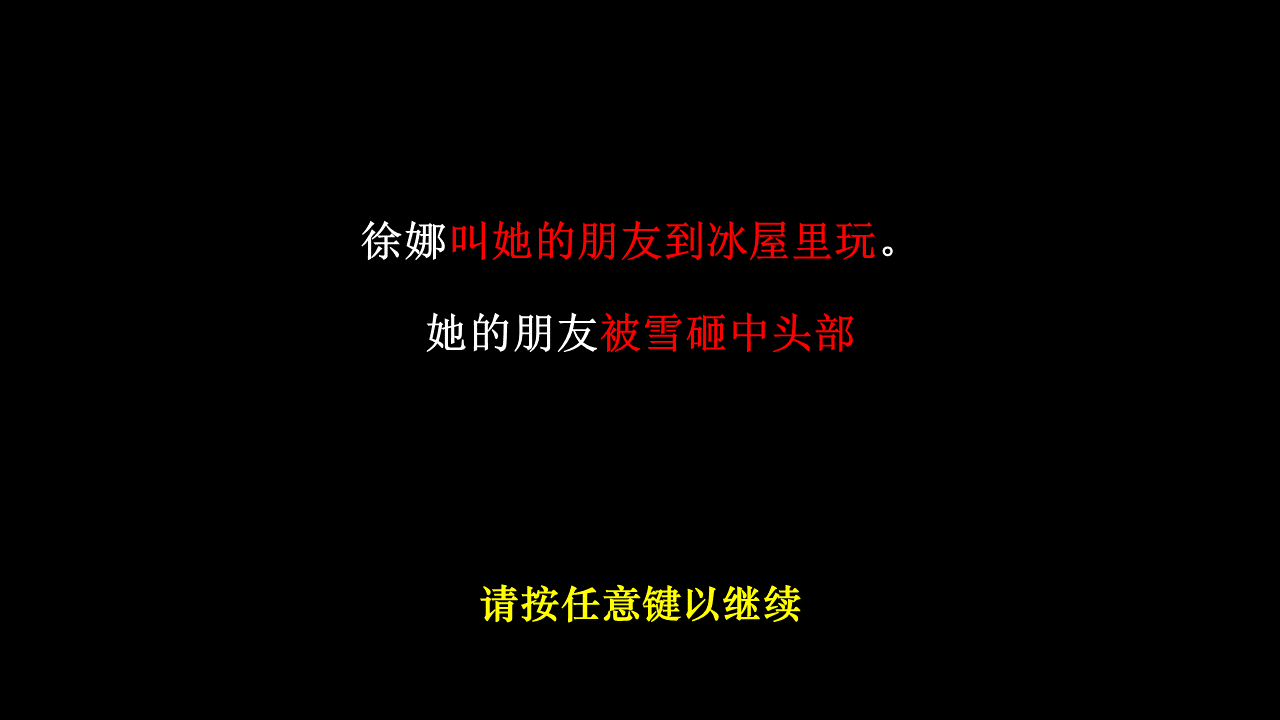 徐娜叫她的朋友到冰屋里玩。
她的朋友被雪砸中头部
请按任意键以继续